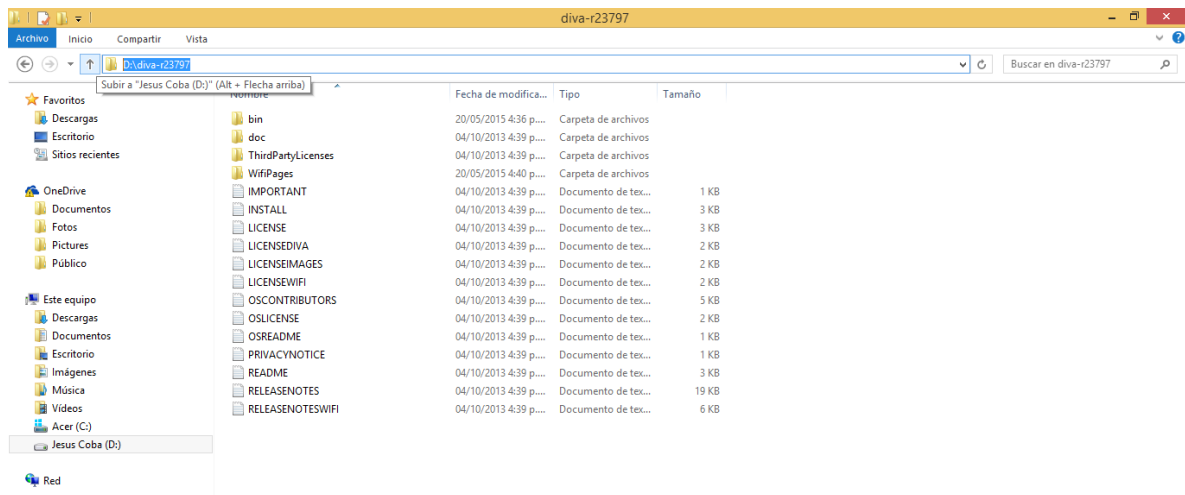 diva-r23797
Archivo Inicio Compartir Vista
D:\diva-r23797 Buscar en diva-r23797
Subir a "Jesus Coba (D:)" (Alt + Flecha arriba)
Nombre Fecha de modifica... Tipo Tamaño
Favoritos
Descargas
Escritorio
Sitios recientes
OneDrive
Documentos
Fotos
Pictures
Público
Este equipo
Descargas
Documentos
Escritorio
Imágenes
Música
Vídeos
Acer (C:)
Jesus Coba (D:)
Red
bin 20/05/2015 4:36 p.... Carpeta de archivos
doc 04/10/2013 4:39 p.... Carpeta de archivos
ThirdPartyLicenses 04/10/2013 4:39 p.... Carpeta de archivos
WifiPages 20/05/2015 4:40 p.... Carpeta de archivos
IMPORTANT 04/10/2013 4:39 p.... Documento de tex... 1 KB
INSTALL 04/10/2013 4:39 p.... Documento de tex... 3 KB
LICENSE 04/10/2013 4:39 p.... Documento de tex... 3 KB
LICENSEDIVA 04/10/2013 4:39 p.... Documento de tex... 2 KB
LICENSEIMAGES 04/10/2013 4:39 p.... Documento de tex... 2 KB
LICENSEWIFI 04/10/2013 4:39 p.... Documento de tex... 2 KB
OSCONTRIBUTORS 04/10/2013 4:39 p.... Documento de tex... 5 KB
OSLICENSE 04/10/2013 4:39 p.... Documento de tex... 2 KB
OSREADME 04/10/2013 4:39 p.... Documento de tex... 1 KB
PRIVACYNOTICE 04/10/2013 4:39 p.... Documento de tex... 1 KB
README 04/10/2013 4:39 p.... Documento de tex... 3 KB
RELEASENOTES 04/10/2013 4:39 p.... Documento de tex... 19 KB
RELEASENOTESWIFI 04/10/2013 4:39 p.... Documento de tex... 6 KB